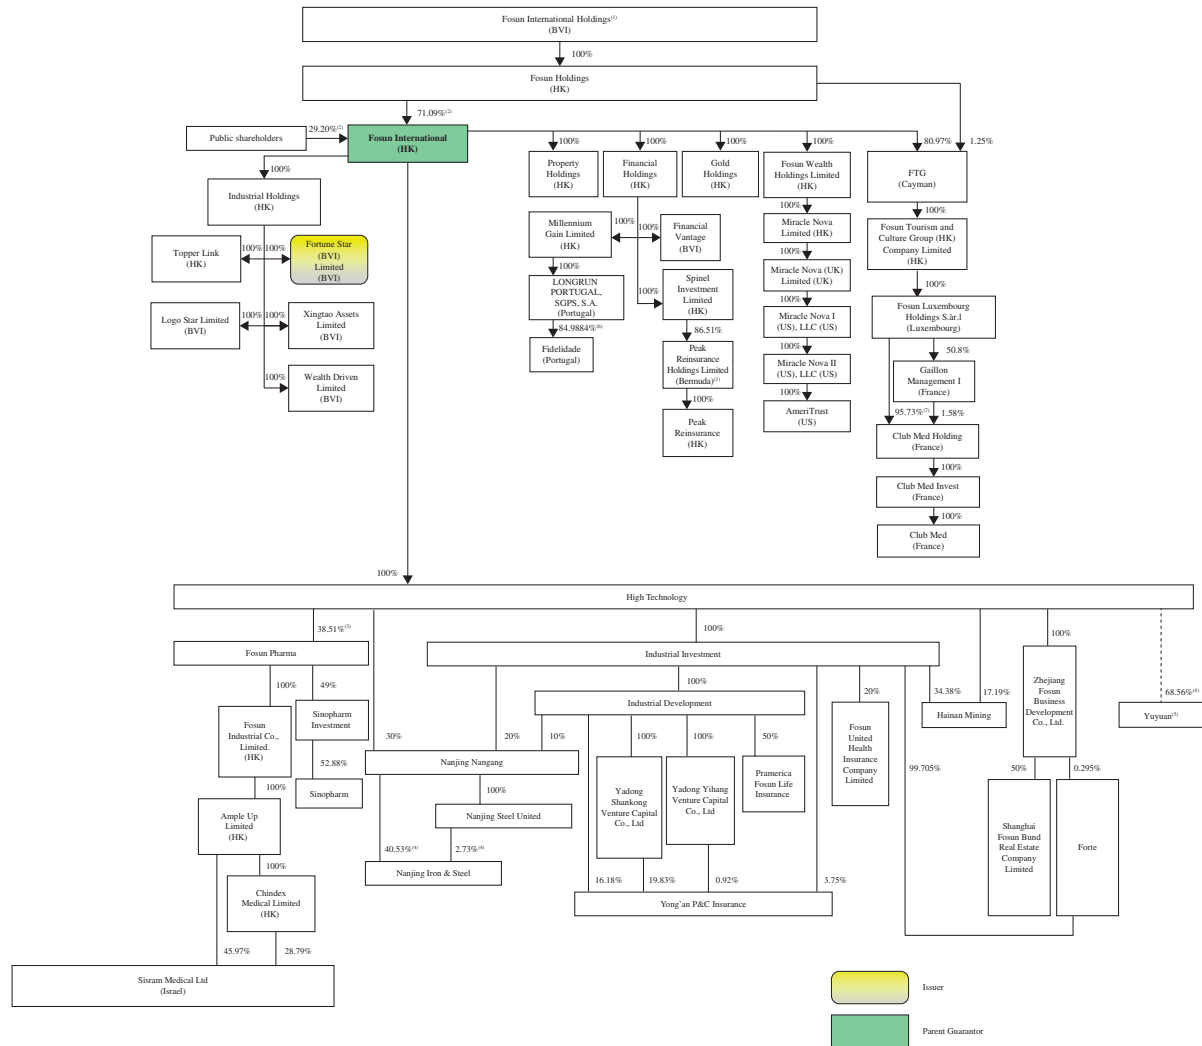 Fosun International Holdings(1)
(BVI)
100%
Fosun Holdings
(HK)
71.09%(2)
Public shareholders
29.20%(2)
Fosun International
(HK)
100%
100%
100%
100%
100%
80.97%
1.25%
Industrial Holdings
(HK)
Property
Holdings
(HK)
Financial
Holdings
(HK)
Gold
Holdings
(HK)
Fosun Wealth
Holdings Limited
(HK)
FTG
(Cayman)
Topper Link
(HK)
100%
100%
Fortune Star
(BVI)
Limited
(BVI)
Logo Star Limited
(BVI)
100%
100%
Xingtao Assets
Limited
(BVI)
100%
Wealth Driven
Limited
(BVI)
Millennium
Gain Limited
(HK)
100%
100%
Financial
Vantage
(BVI)
100%
LONGRUN
PORTUGAL,
SGPS, S.A.
(Portugal)
84.9884%(6)
Fidelidade
(Portugal)
100%
Spinel
Investment
Limited
(HK)
86.51%
Peak
Reinsurance
Holdings Limited
(Bermuda)(3)
100%
Peak
Reinsurance
(HK)
100%
Miracle Nova
Limited (HK)
100%
Miracle Nova (UK)
Limited (UK)
100%
Miracle Nova I
(US), LLC (US)
100%
Miracle Nova II
(US), LLC (US)
100%
AmeriTrust
(US)
100%
Fosun Tourism and
Culture Group (HK)
Company Limited
(HK)
100%
Fosun Luxembourg
Holdings S.àr.l
(Luxembourg)
50.8%
Gaillon
Management I
(France)
95.73%(7)
1.58%
Club Med Holding
(France)
100%
Club Med Invest
(France)
100%
Club Med
(France)
100%
High Technology
38.51%(3)
100%
100%
Fosun Pharma
Industrial Investment
100%
49%
100%
20%
34.38%
17.19%
68.56%(6)
Fosun
Industrial Co.,
Limited.
(HK)
Sinopharm
Investment
52.88%
Sinopharm
Industrial Development
Fosun
United
Health
Insurance
Company
Limited
Hainan Mining
Zhejiang
Fosun
Business
Development
Co., Ltd.
Yuyuan(5)
30%
20%
10%
100%
100%
50%
Nanjing Nangang
Yadong
Shankong
Venture Capital
Co., Ltd
Yadong Yihang
Venture Capital
Co., Ltd
Pramerica
Fosun Life
Insurance
99.705%
50%
0.295%
100%
Ample Up
Limited
(HK)
100%
Nanjing Steel United
40.53%(4)
2.73%(4)
Nanjing Iron & Steel
Shanghai
Fosun Bund
Real Estate
Company
Limited
Forte
100%
Chindex
Medical Limited
(HK)
16.18%
19.83%
0.92%
3.75%
Yong'an P&C Insurance
45.97%
28.79%
Sisram Medical Ltd
(Israel)
Issuer
Parent Guarantor